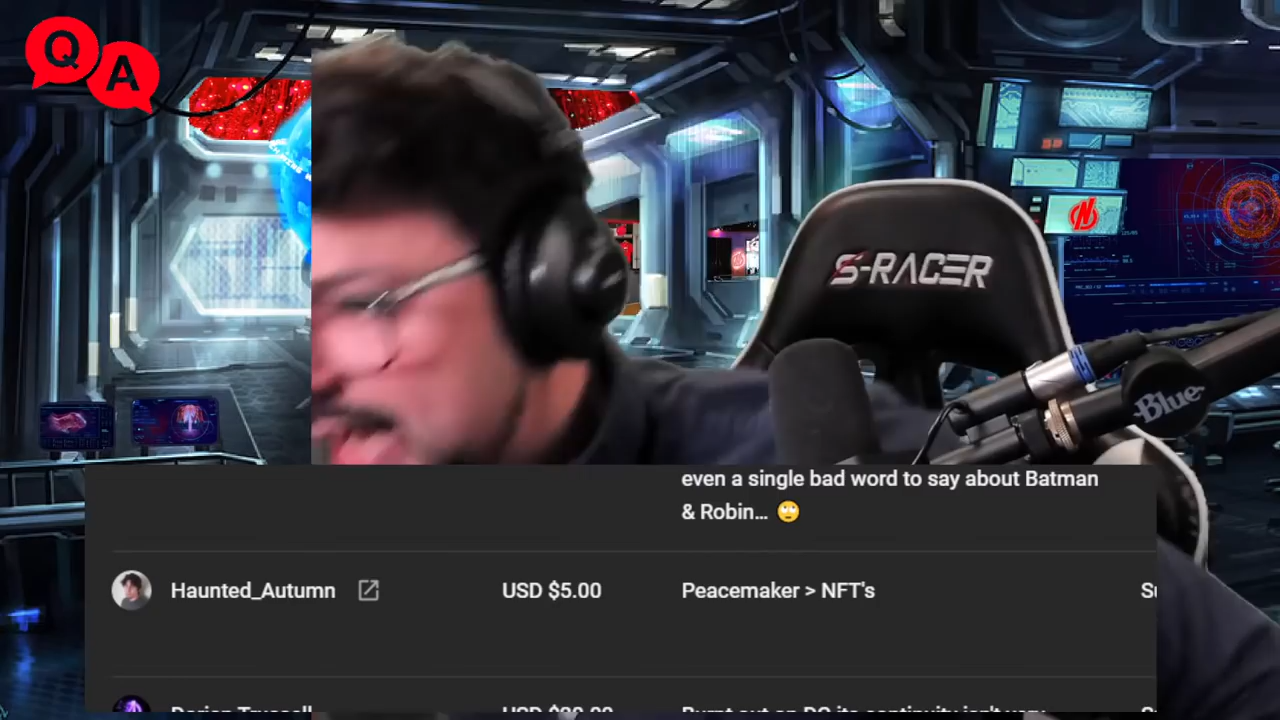 Q
A
S-RACER
Blue
even a single bad word to say about Batman
& Robin... 🙄
Haunted_Autumn
USD $5.00
Peacemaker > NFT's